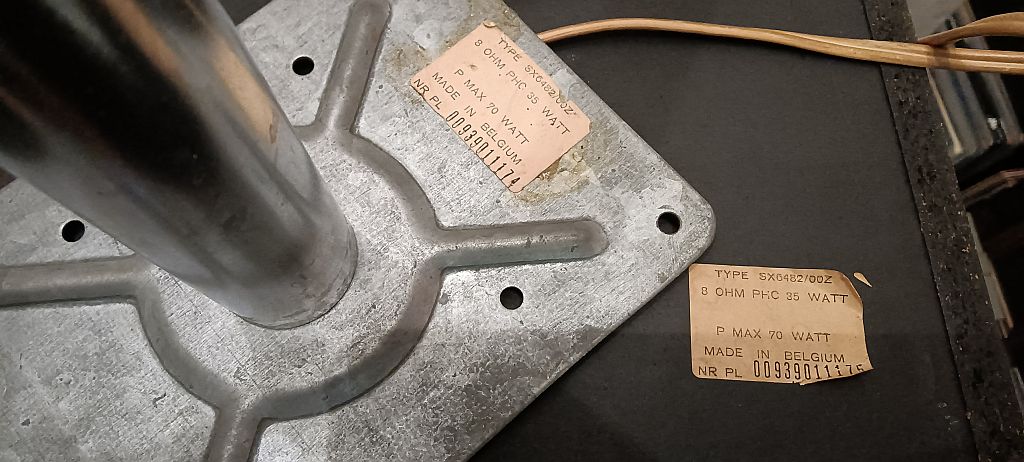 TYPE SX6482/00Z
8 OHM PHC 35 WATT
P MAX 70 WATT
MADE IN BELGIUM
NR PL 00939011174
TYPE SX6482/00Z
8 OHM PHC 35 WATT
P MAX 70 WATT
MADE IN BELGIUM
NR PL 00939011175